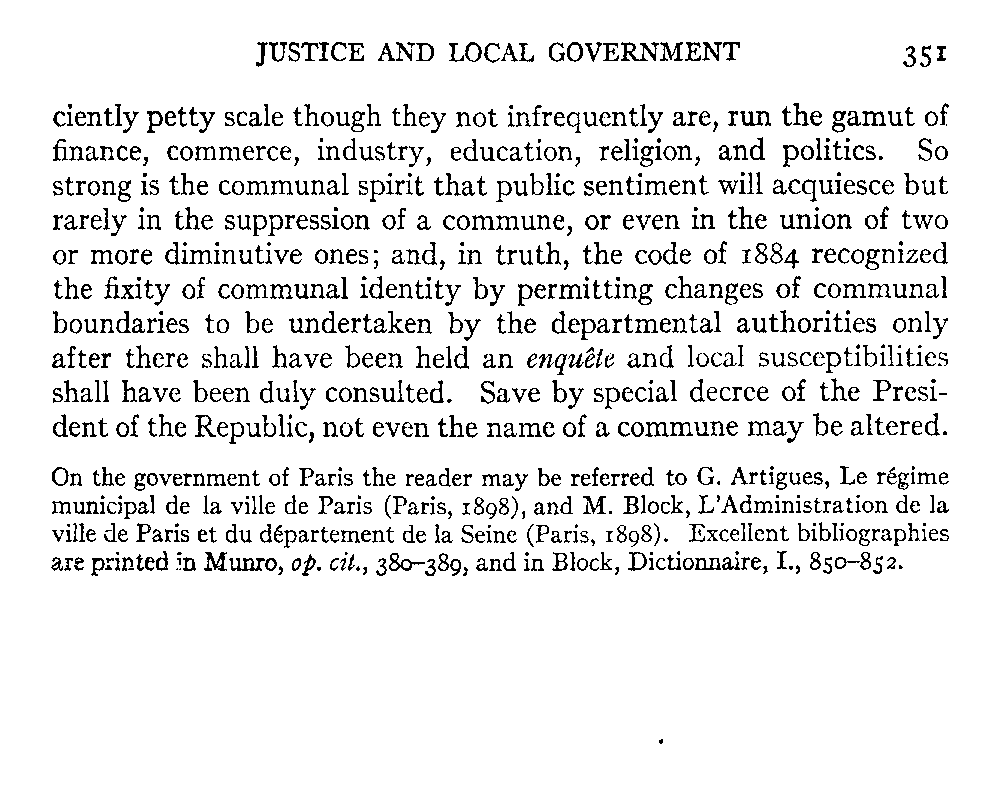 JUSTICE AND LOCAL GOVERNMENT 351
ciently petty scale though they not infrequently are, run the gamut of
finance, commerce, industry, education, religion, and politics. So
strong is the communal spirit that public sentiment will acquiesce but
rarely in the suppression of a commune, or even in the union of two
or more diminutive ones; and, in truth, the code of 1884 recognized
the fixity of communal identity by permitting changes of communal
boundaries to be undertaken by the departmental authorities only
after there shall have been held an enquête and local susceptibilities
shall have been duly consulted. Save by special decree of the Presi-
dent of the Republic, not even the name of a commune may be altered.
On the government of Paris the reader may be referred to G. Artigues, Le régime
municipal de la ville de Paris (Paris, 1898), and M. Block, L'Administration de la
ville de Paris et du département de la Seine (Paris, 1898). Excellent bibliographies
are printed in Munro, op. cit., 380–389, and in Block, Dictionnaire, I., 850–852.